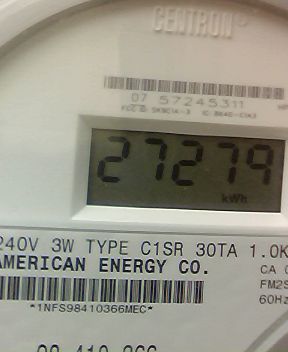 CENTRON
07 57245311
27279
kWh
240V 3W TYPE C1SR 30TA 1.0K
AMERICAN ENERGY CO.
CA
FM2S
60Hz
*1NFS98410366MEC*